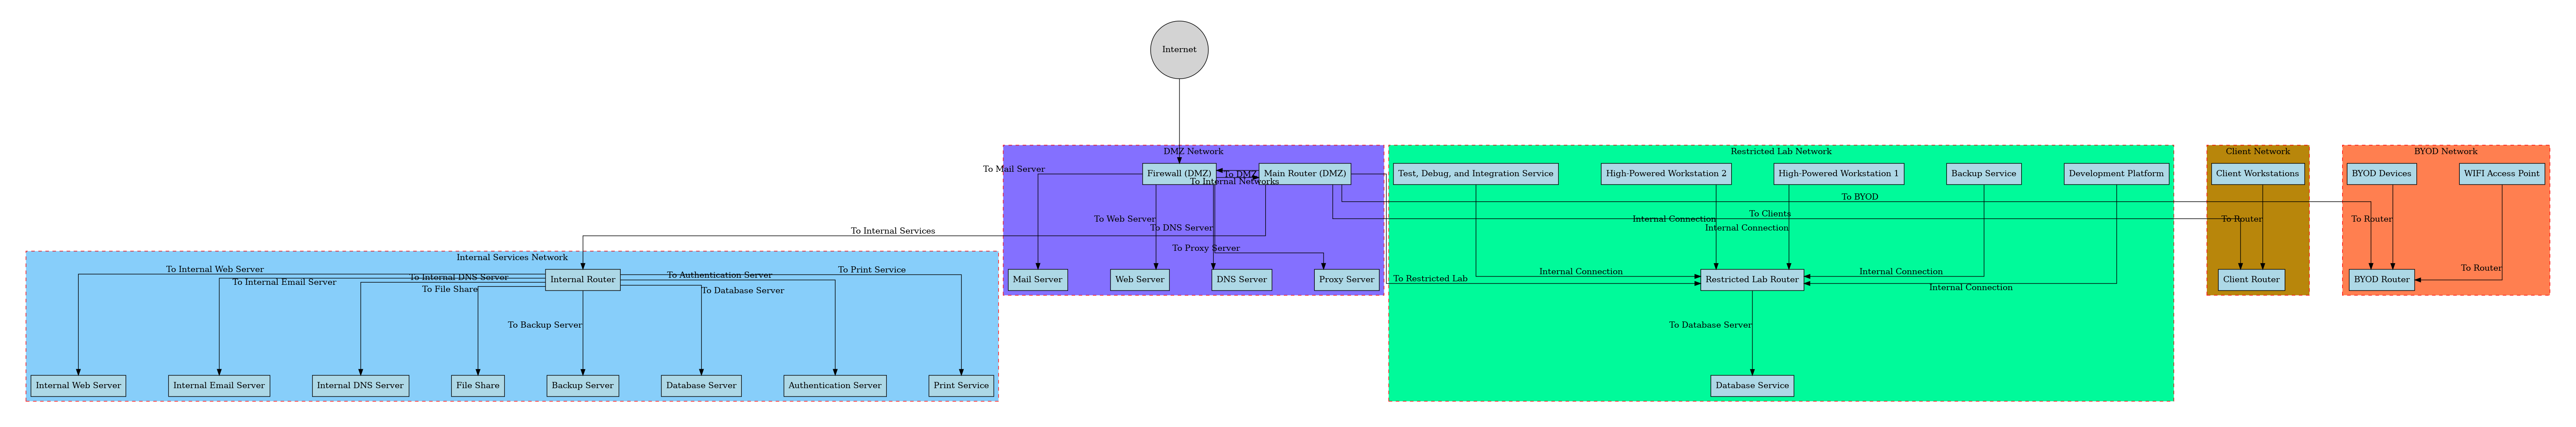 Internet
DMZ Network
Restricted Lab Network
Client Network
BYOD Network
To Mail Server
Firewall (DMZ)
To DMZ
Main Router (DMZ)
To Internal Networks
Test, Debug, and Integration Service
High-Powered Workstation 2
High-Powered Workstation 1
Backup Service
Development Platform
Client Workstations
BYOD Devices
WIFI Access Point
To BYOD
To Clients
To Web Server
Internal Connection
To Router
To Router
To Internal Services
To DNS Server
Internal Connection
To Proxy Server
Internal Services Network
To Internal Web Server
To Internal Email Server
To Internal DNS Server
To File Share
Internal Router
To Authentication Server
To Database Server
To Print Service
Mail Server
Web Server
DNS Server
Proxy Server
To Restricted Lab
Internal Connection
Restricted Lab Router
Internal Connection
Internal Connection
Client Router
BYOD Router
To Router
To Backup Server
To Database Server
Internal Web Server
Internal Email Server
Internal DNS Server
File Share
Backup Server
Database Server
Authentication Server
Print Service
Database Service